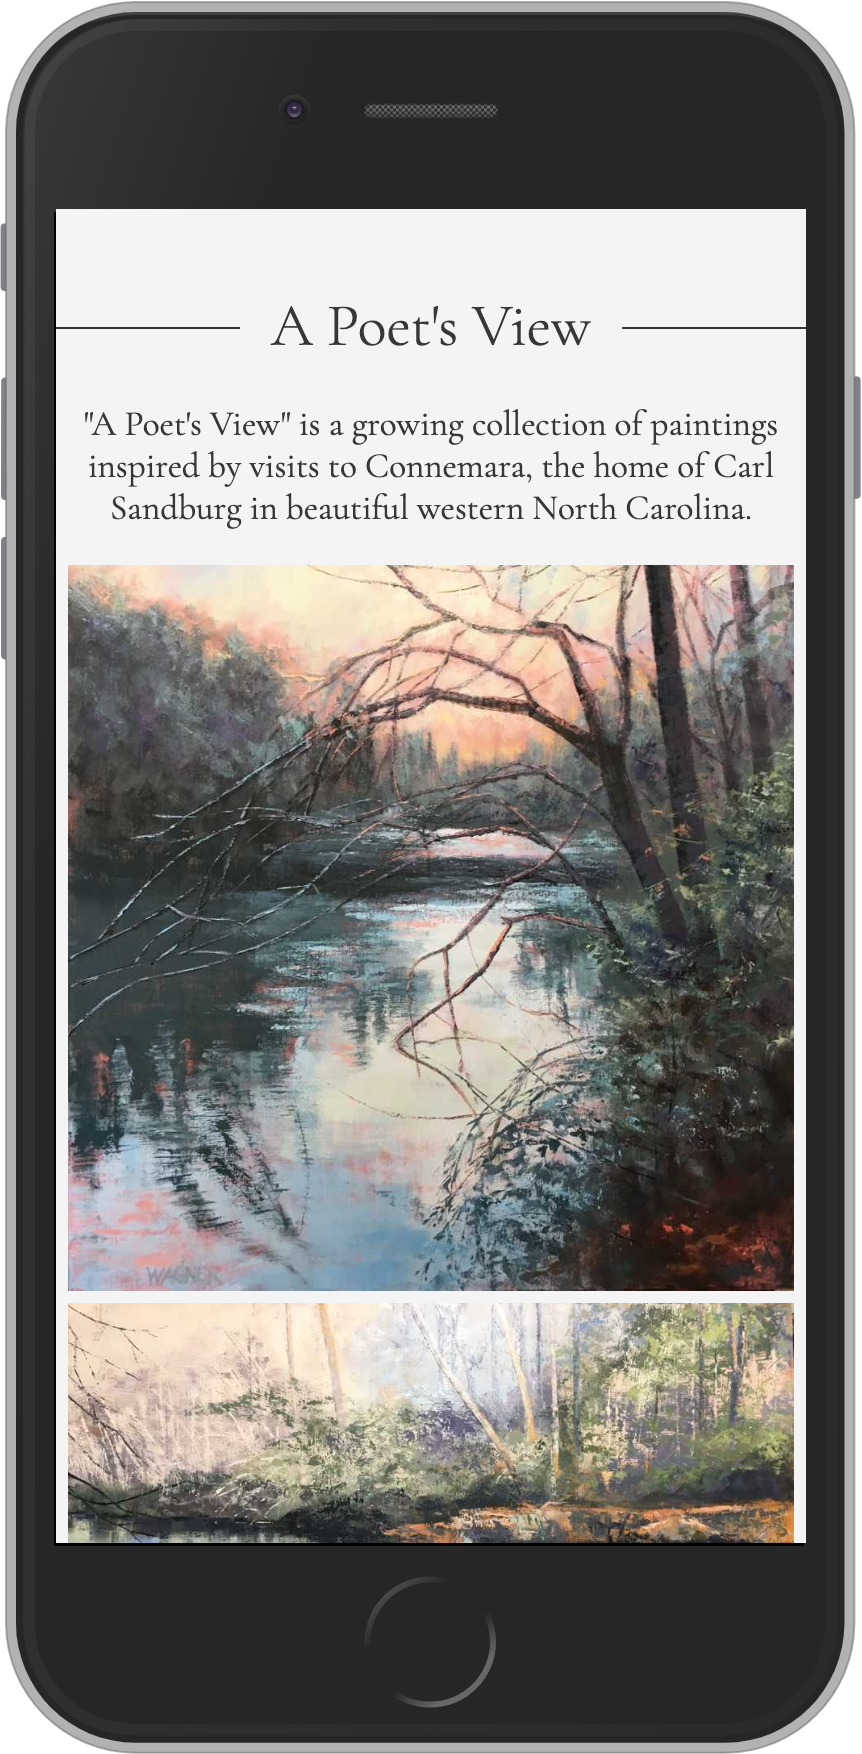 A Poet's View
"A Poet's View" is a growing collection of paintings
inspired by visits to Connemara, the home of Carl
Sandburg in beautiful western North Carolina.
WAGNER